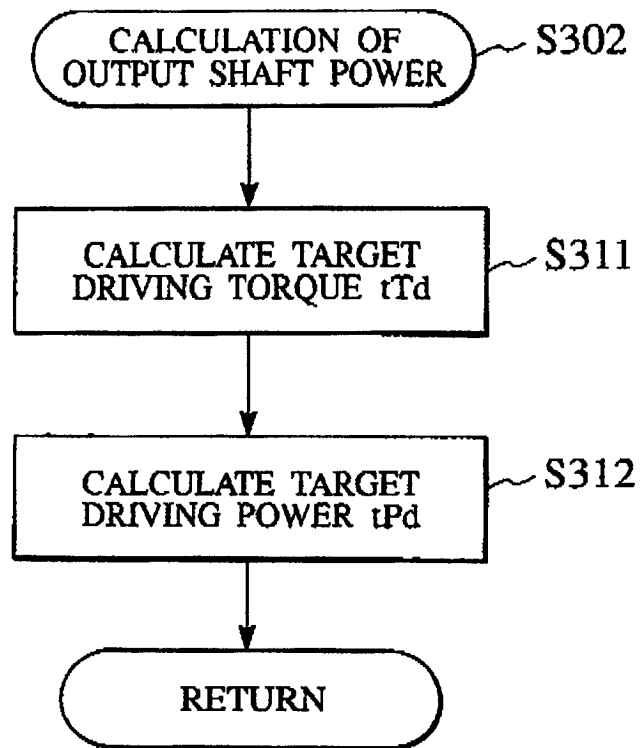 CALCULATION OF
OUTPUT SHAFT POWER
S302
CALCULATE TARGET
DRIVING TORQUE tTd
S311
CALCULATE TARGET
DRIVING POWER tPd
S312
RETURN